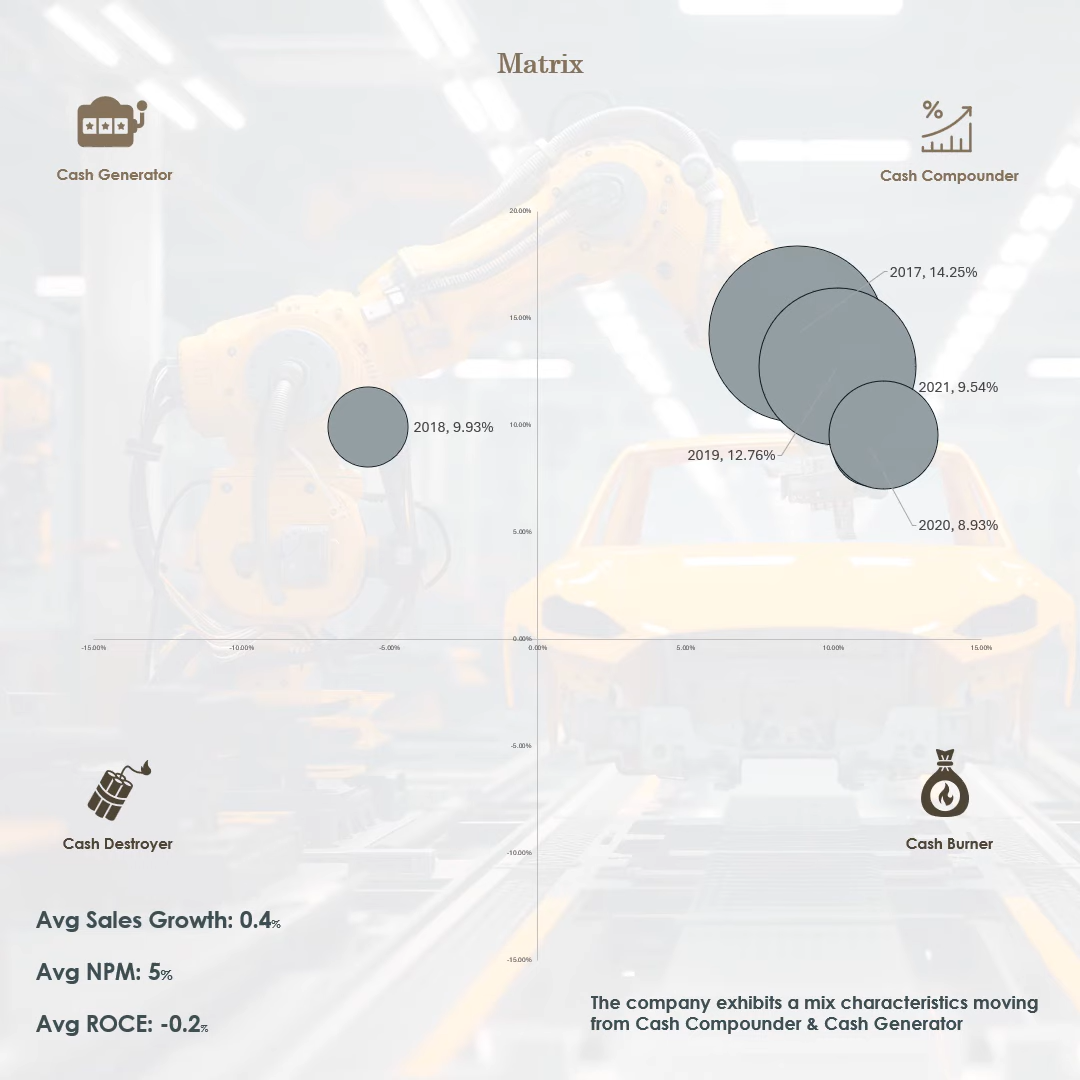 Matrix
Cash Generator
Cash Compounder
20.00%
2017, 14.25%
15.00%
2021, 9.54%
2018, 9.93%
10.00%
2019, 12.76%
2020, 8.93%
5.00%
0.00%
-15.00%
-10.00%
-5.00%
0.00%
5.00%
10.00%
15.00%
-5.00%
Cash Destroyer
Cash Burner
-10.00%
Avg Sales Growth: 0.4%
-15.00%
Avg NPM: 5%
Avg ROCE: -0.2%
The company exhibits a mix characteristics moving
from Cash Compounder & Cash Generator